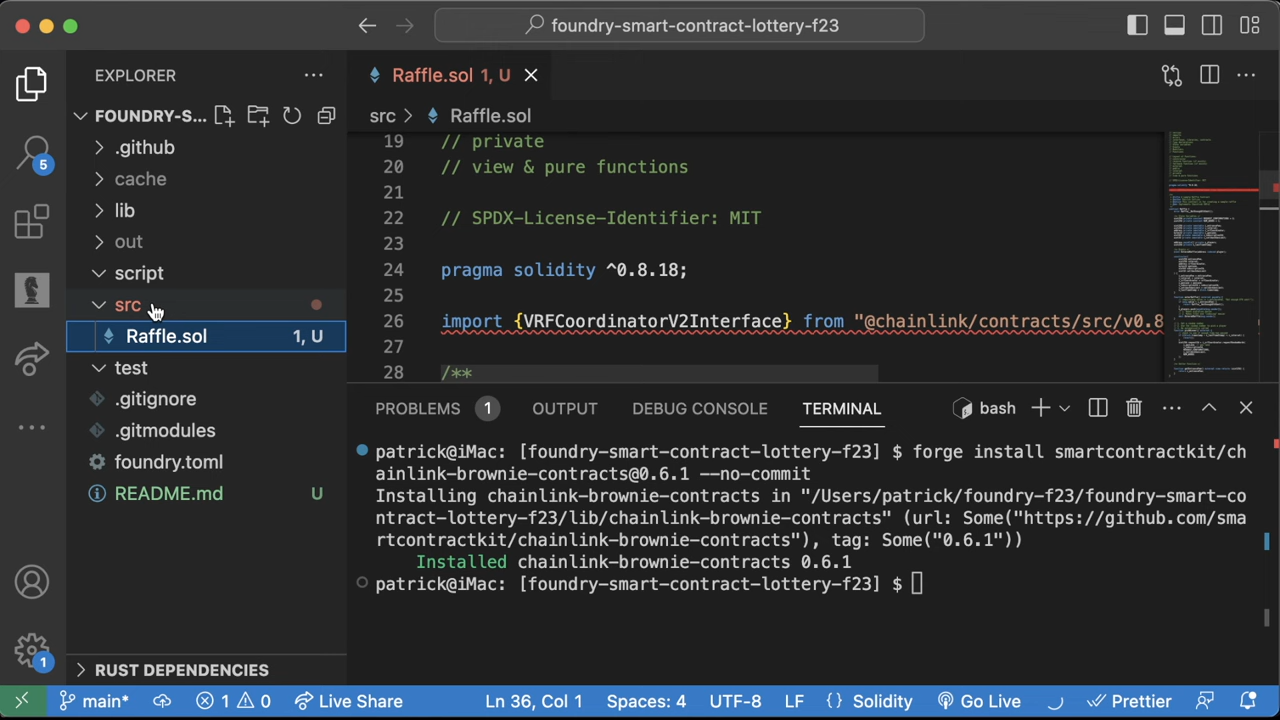 foundry-smart-contract-lottery-f23
EXPLORER
FOUNDRY-S...
.github
cache
lib
out
script
src
Raffle.sol 1, U
test
.gitignore
.gitmodules
foundry.toml
README.md U
RUST DEPENDENCIES
5
1
Raffle.sol 1, U
src > Raffle.sol
19 // private
20 // view & pure functions
21
22 // SPDX-License-Identifier: MIT
23
24 pragma solidity ^0.8.18;
25
26 import {VRFCoordinatorV2Interface} from "@chainlink/contracts/src/v0.8
27
28 /**
PROBLEMS 1 OUTPUT DEBUG CONSOLE TERMINAL bash
patrick@iMac: [foundry-smart-contract-lottery-f23] $ forge install smartcontractkit/ch
ainlink-brownie-contracts@0.6.1 --no-commit
Installing chainlink-brownie-contracts in "/Users/patrick/foundry-f23/foundry-smart-co
ntract-lottery-f23/lib/chainlink-brownie-contracts" (url: Some("https://github.com/sma
rtcontractkit/chainlink-brownie-contracts"), tag: Some("0.6.1"))
Installed chainlink-brownie-contracts 0.6.1
patrick@iMac: [foundry-smart-contract-lottery-f23] $
main* 1 0 Live Share Ln 36, Col 1 Spaces: 4 UTF-8 LF {} Solidity Go Live Prettier